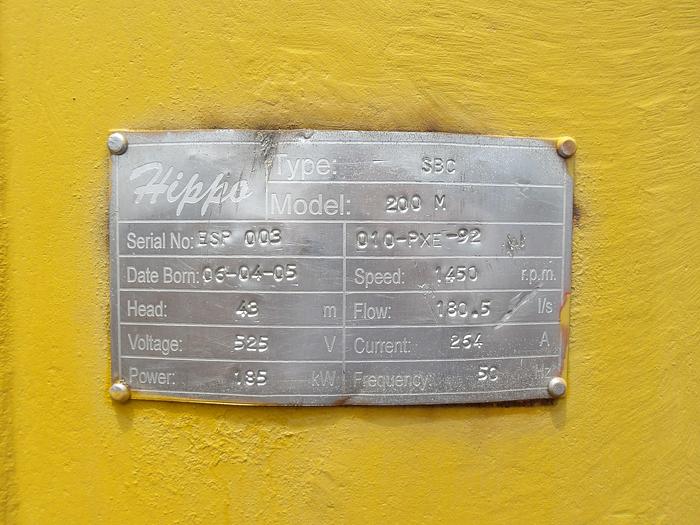 Hippo
Type: SBC
Model: 200 M
Serial No: ESP 003 010-PXE-92
Date Born: 06-04-05 Speed: 1450 r.p.m.
Head: 43 m Flow: 180.5 l/s
Voltage: 525 V Current: 264 A
Power: 185 kW Frequency: 50 Hz